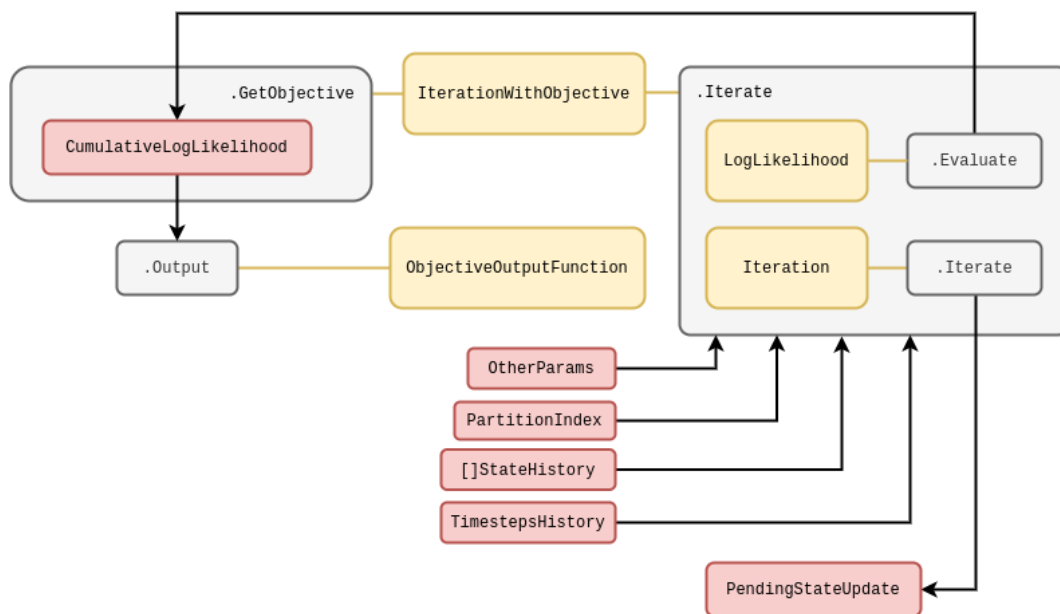 .GetObjective
IterationWithObjective
.Iterate
CumulativeLogLikelihood
LogLikelihood
.Evaluate
.Output
ObjectiveOutputFunction
Iteration
.Iterate
OtherParams
PartitionIndex
[]StateHistory
TimestepsHistory
PendingStateUpdate